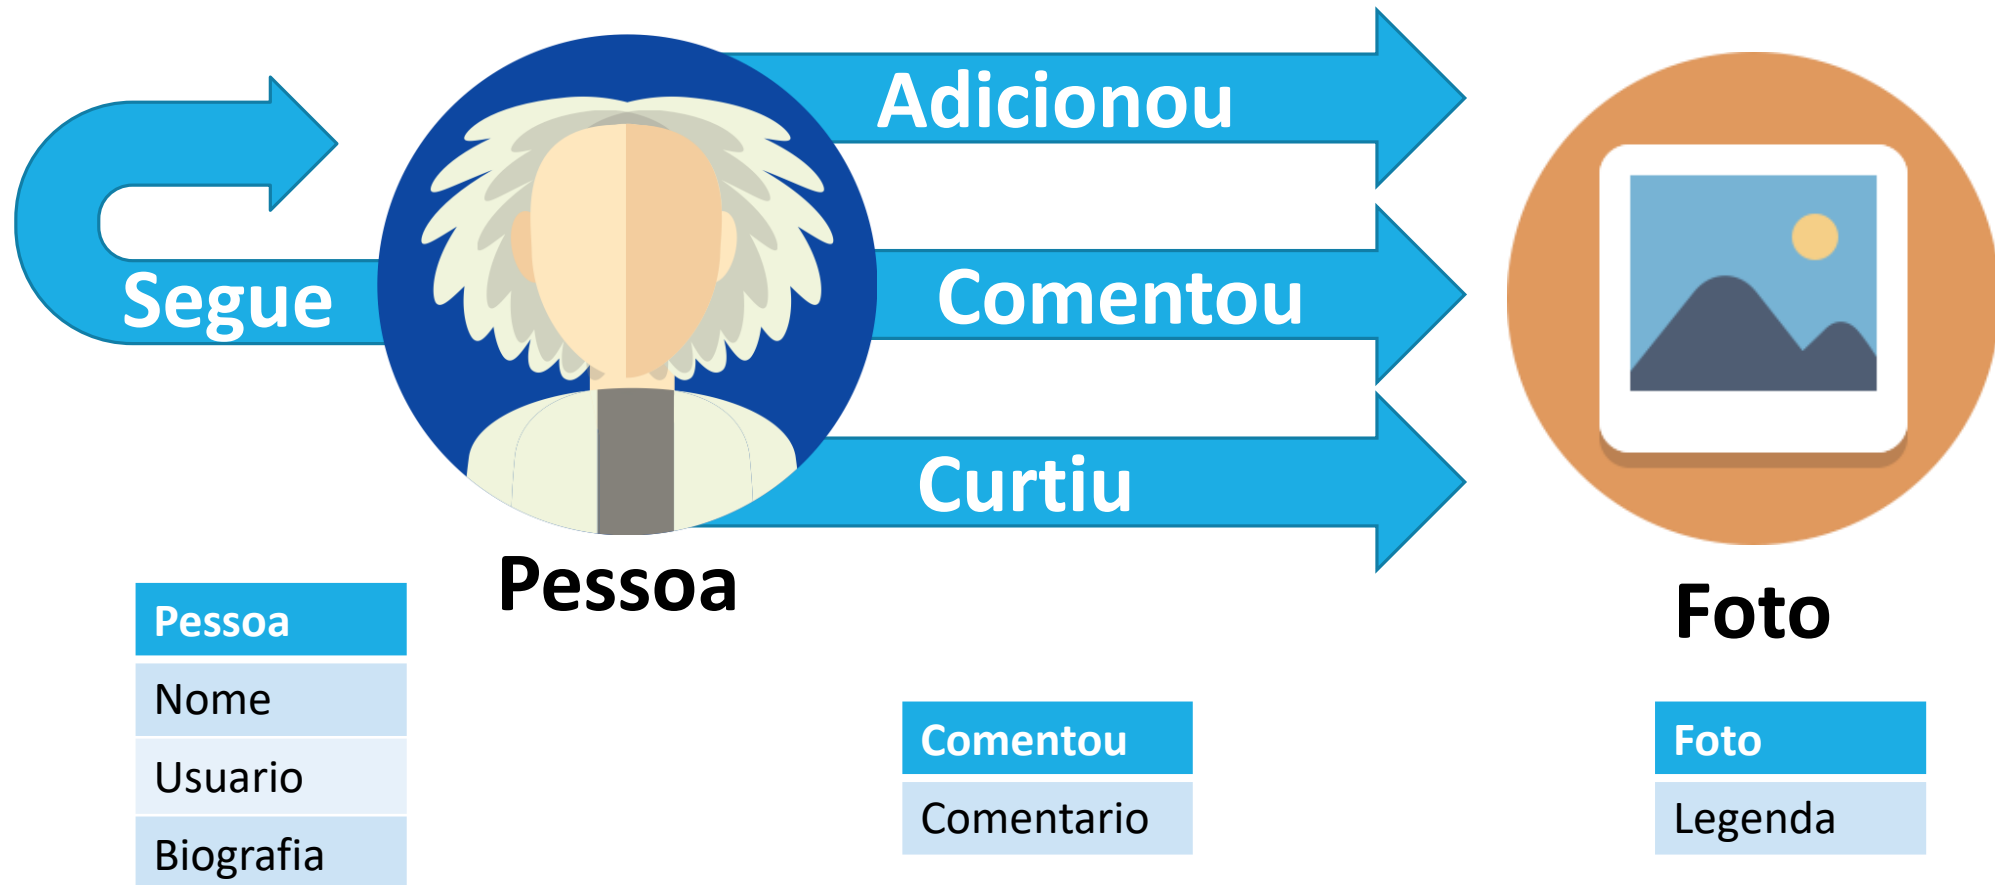 Adicionou
Segue
Comentou
Curtiu
Pessoa
Foto
Pessoa
Nome
Usuario
Biografia
Comentou
Comentario
Foto
Legenda